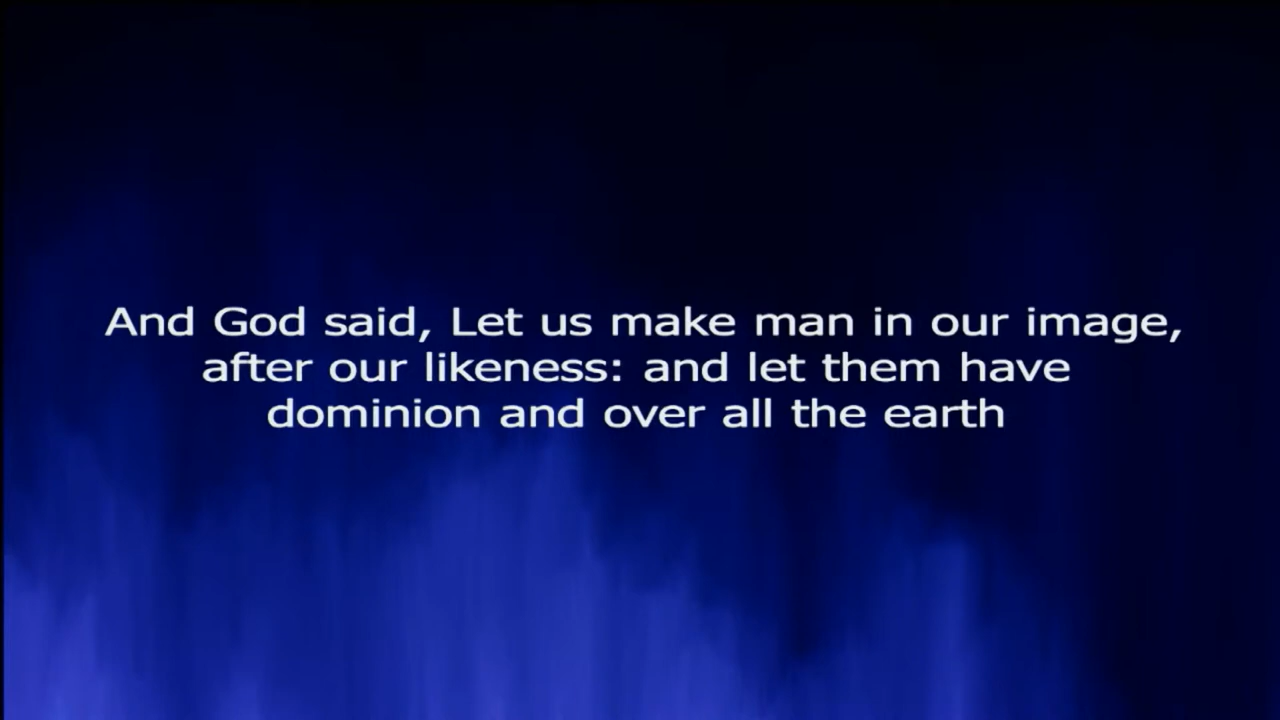 And God said, Let us make man in our image,
after our likeness: and let them have
dominion and over all the earth